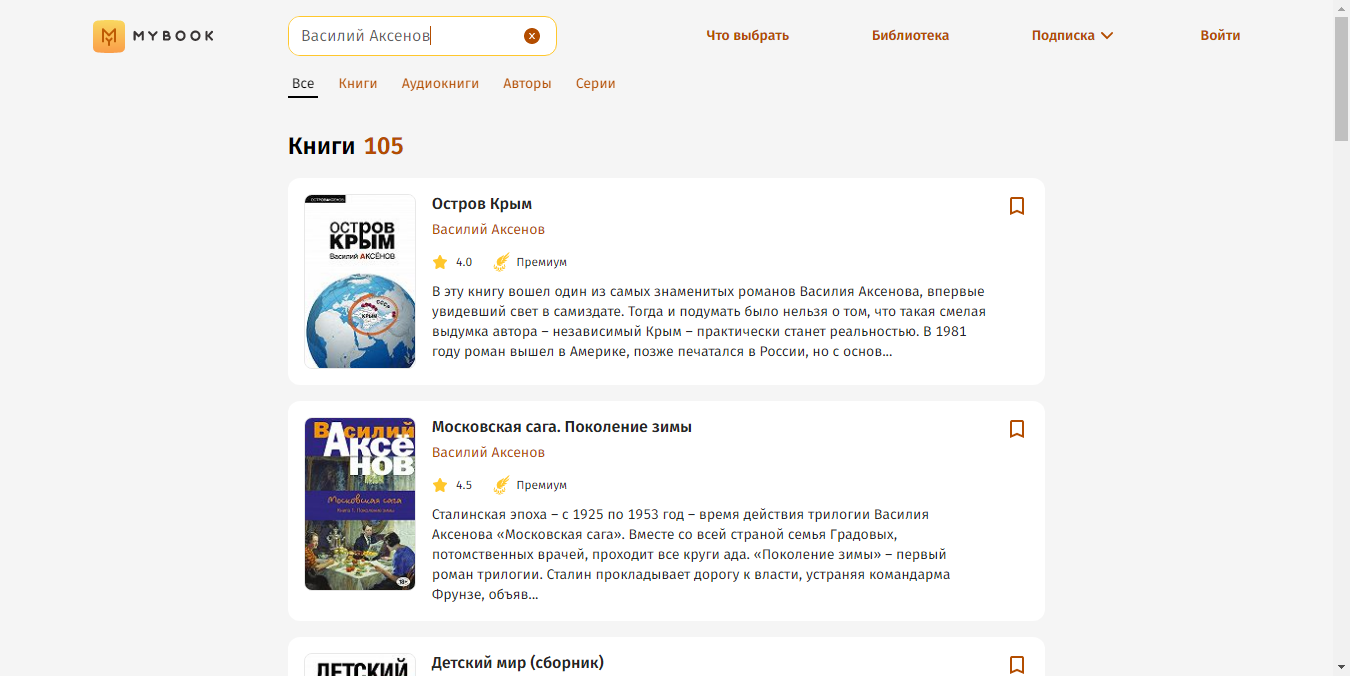 MYBOOK
Василий Аксенов
Что выбрать
Библиотека
Подписка
Войти
Все
Книги
Аудиокниги
Авторы
Серии
Книги 105
ОСТРОВ
КРЫМ
Василий АКСЁНОВ
СССР
КРЫМ
Остров Крым
Василий Аксенов
4.0
Премиум
В эту книгу вошел один из самых знаменитых романов Василия Аксенова, впервые
увидевший свет в самиздате. Тогда и подумать было нельзя о том, что такая смелая
выдумка автора – независимый Крым – практически станет реальностью. В 1981
году роман вышел в Америке, позже печатался в России, но с основ...
Василий
Аксё
нов
Московская сага
Книга 1. Поколение зимы
18+
Московская сага. Поколение зимы
Василий Аксенов
4.5
Премиум
Сталинская эпоха – с 1925 по 1953 год – время действия трилогии Василия
Аксенова «Московская сага». Вместе со всей страной семья Градовых,
потомственных врачей, проходит все круги ада. «Поколение зимы» – первый
роман трилогии. Сталин прокладывает дорогу к власти, устраняя командарма
Фрунзе, объяв...
ДЕТСКИЙ
Детский мир (сборник)